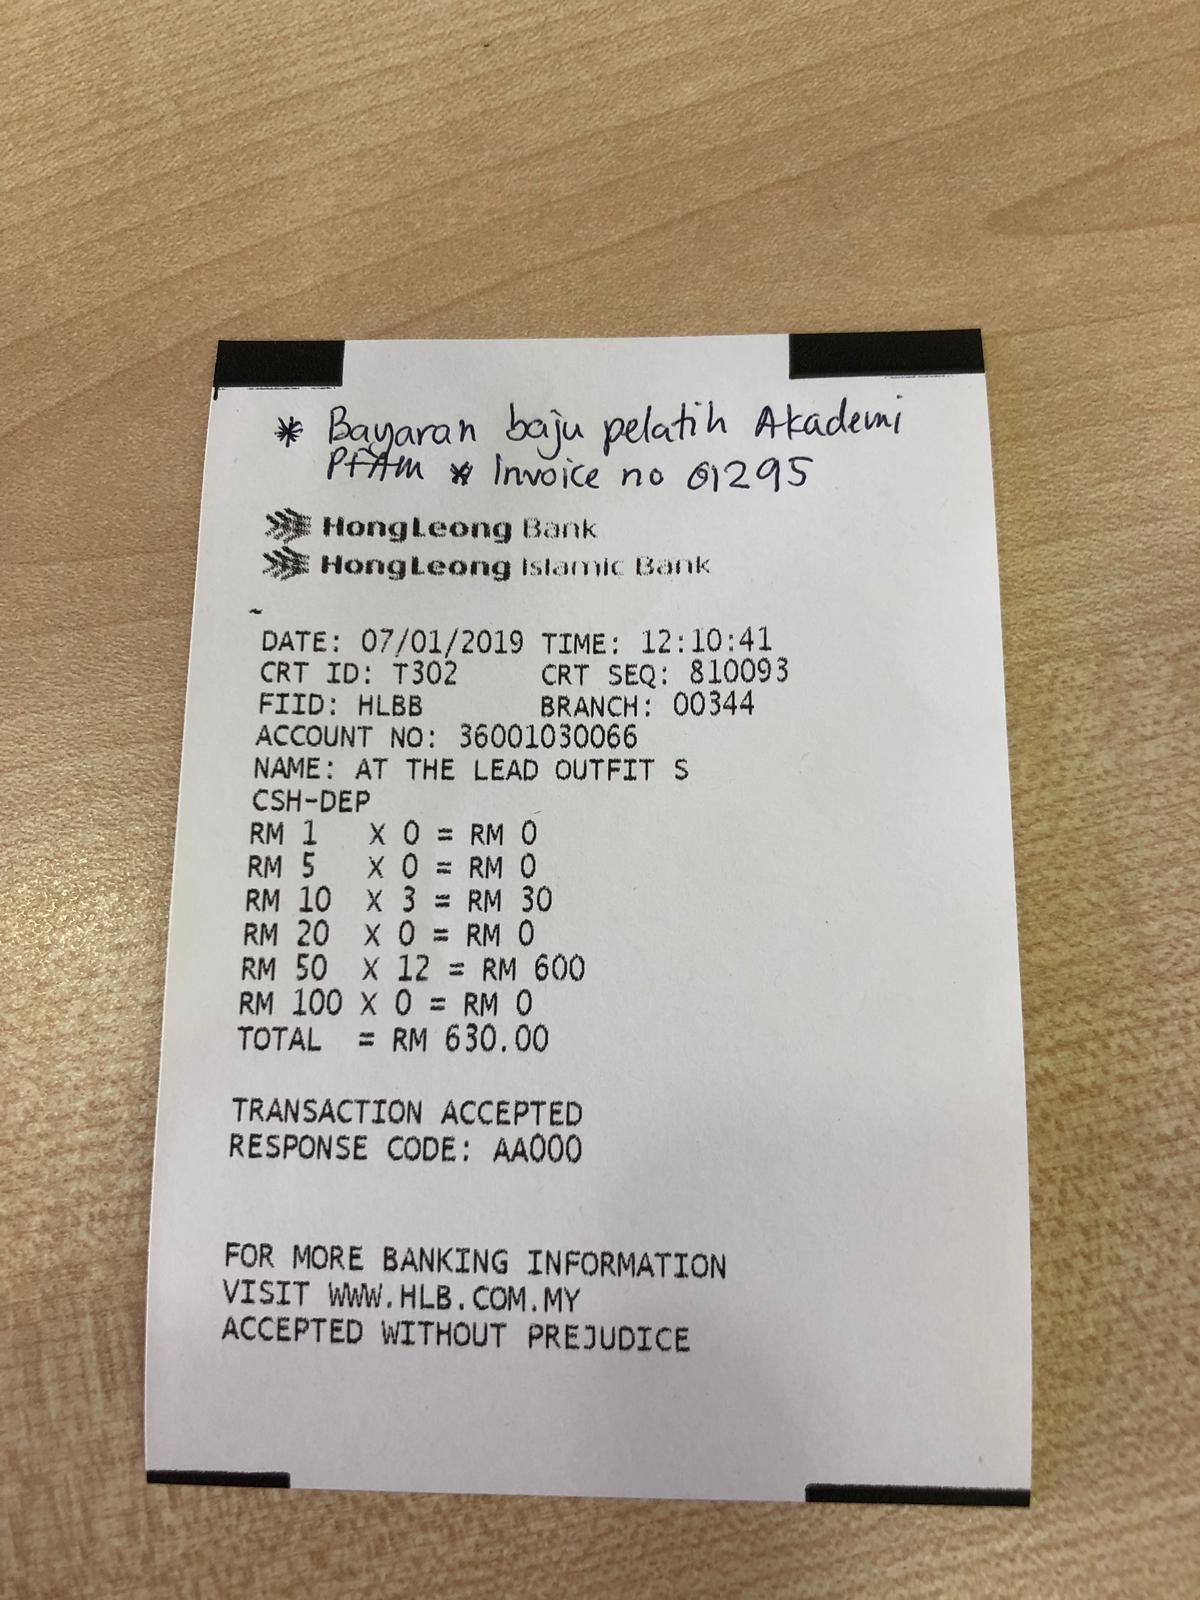 * Bayaran baju pelatih Akademi
PFAM * Invoice no 01295
HongLeong Bank
HongLeong Islamic Bank
~
DATE: 07/01/2019 TIME: 12:10:41
CRT ID: T302 CRT SEQ: 810093
FIID: HLBB BRANCH: 00344
ACCOUNT NO: 36001030066
NAME: AT THE LEAD OUTFIT S
CSH-DEP
RM 1 X 0 = RM 0
RM 5 X 0 = RM 0
RM 10 X 3 = RM 30
RM 20 X 0 = RM 0
RM 50 X 12 = RM 600
RM 100 X 0 = RM 0
TOTAL = RM 630.00
TRANSACTION ACCEPTED
RESPONSE CODE: AA000
FOR MORE BANKING INFORMATION
VISIT WWW.HLB.COM.MY
ACCEPTED WITHOUT PREJUDICE